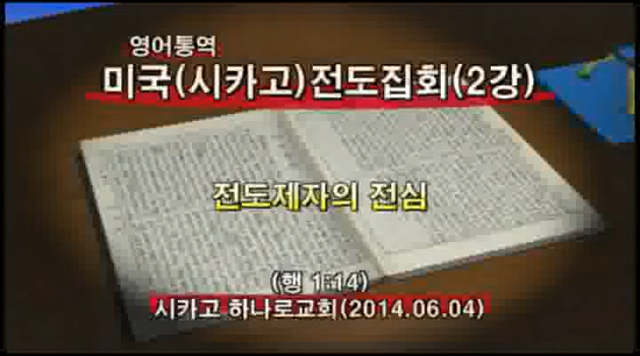 영어통역
미국(시카고)전도집회(2강)
전도제자의 전심
(행 1:14)
시카고 하나로교회(2014.06.04)